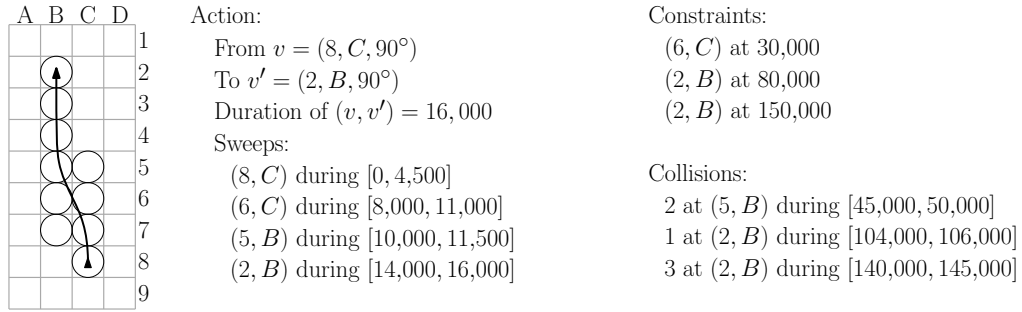 A B C D
1
2
3
4
5
6
7
8
9
Action:
From v = (8, C, 90°)
To v′ = (2, B, 90°)
Duration of (v, v′) = 16, 000
Sweeps:
(8, C) during [0, 4,500]
(6, C) during [8,000, 11,000]
(5, B) during [10,000, 11,500]
(2, B) during [14,000, 16,000]
Constraints:
(6, C) at 30,000
(2, B) at 80,000
(2, B) at 150,000
Collisions:
2 at (5, B) during [45,000, 50,000]
1 at (2, B) during [104,000, 106,000]
3 at (2, B) during [140,000, 145,000]